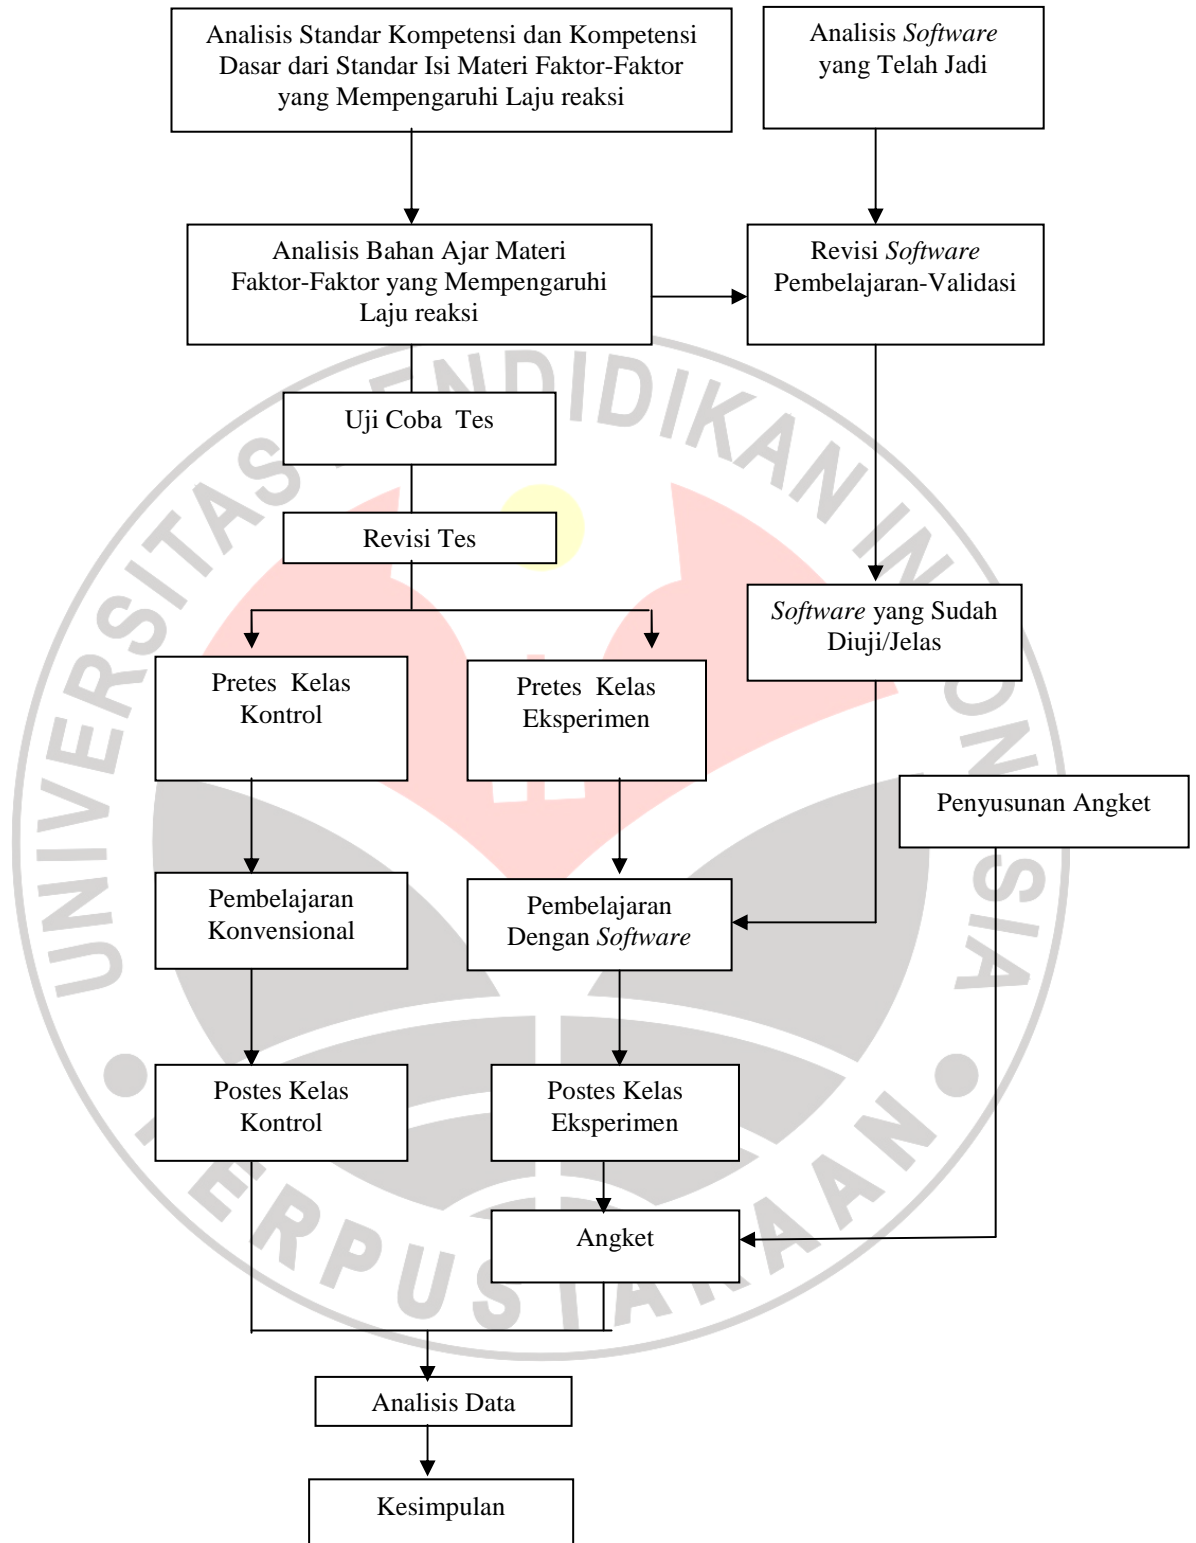 Analisis Standar Kompetensi dan Kompetensi
Dasar dari Standar Isi Materi Faktor-Faktor
yang Mempengaruhi Laju reaksi
Analisis Software
yang Telah Jadi
Analisis Bahan Ajar Materi
Faktor-Faktor yang Mempengaruhi
Laju reaksi
Revisi Software
Pembelajaran-Validasi
Uji Coba Tes
Revisi Tes
Software yang Sudah
Diuji/Jelas
Pretes Kelas
Kontrol
Pretes Kelas
Eksperimen
Penyusunan Angket
Pembelajaran
Konvensional
Pembelajaran
Dengan Software
Postes Kelas
Kontrol
Postes Kelas
Eksperimen
Angket
Analisis Data
Kesimpulan
UNIVERSITAS PENDIDIKAN INDONESIA
PERPUSTAKAAN